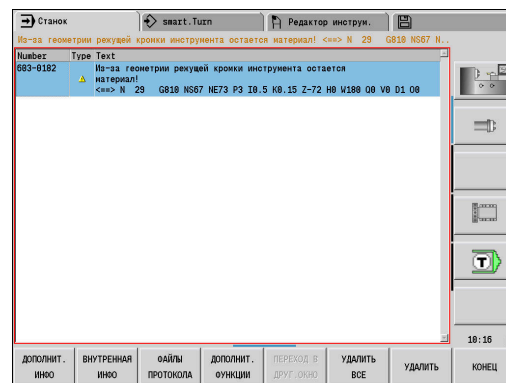 Станок
smart.Turn
Редактор инструм.
Из-за геометрии режущей кромки инструмента остается материал! <==> N 29 G810 NS67 N..
Number Type Text
603-0182 Из-за геометрии режущей кромки инструмента остается
материал!
<==> N 29 G810 NS67 NE73 P3 I0.5 K0.15 Z-72 H0 W180 Q0 V0 D1 O0
T
10:16
ДОПОЛНИТ. ИНФО
ВНУТРЕННАЯ ИНФО
ФАЙЛЫ ПРОТОКОЛА
ДОПОЛНИТ. ФУНКЦИИ
ПЕРЕХОД В ДРУГ.ОКНО
УДАЛИТЬ ВСЕ
УДАЛИТЬ
КОНЕЦ